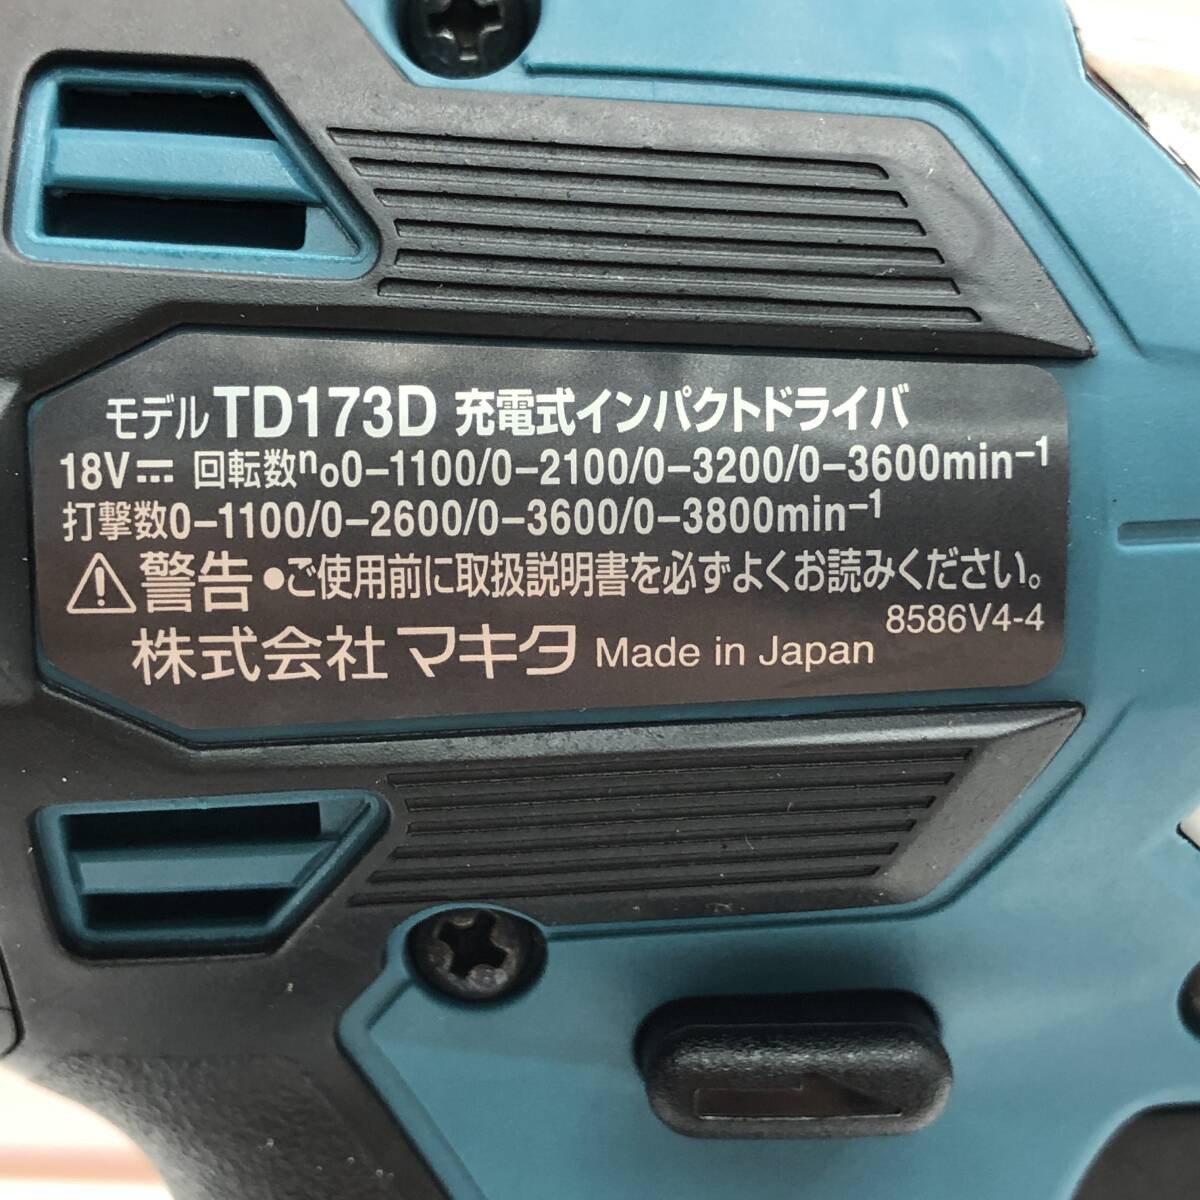 モデル TD173D 充電式インパクトドライバ
18V⎓ 回転数n₀0-1100/0-2100/0-3200/0-3600min⁻¹
打撃数0-1100/0-2600/0-3600/0-3800min⁻¹
⚠警告 •ご使用前に取扱説明書を必ずよくお読みください。
8586V4-4
株式会社マキタ Made in Japan